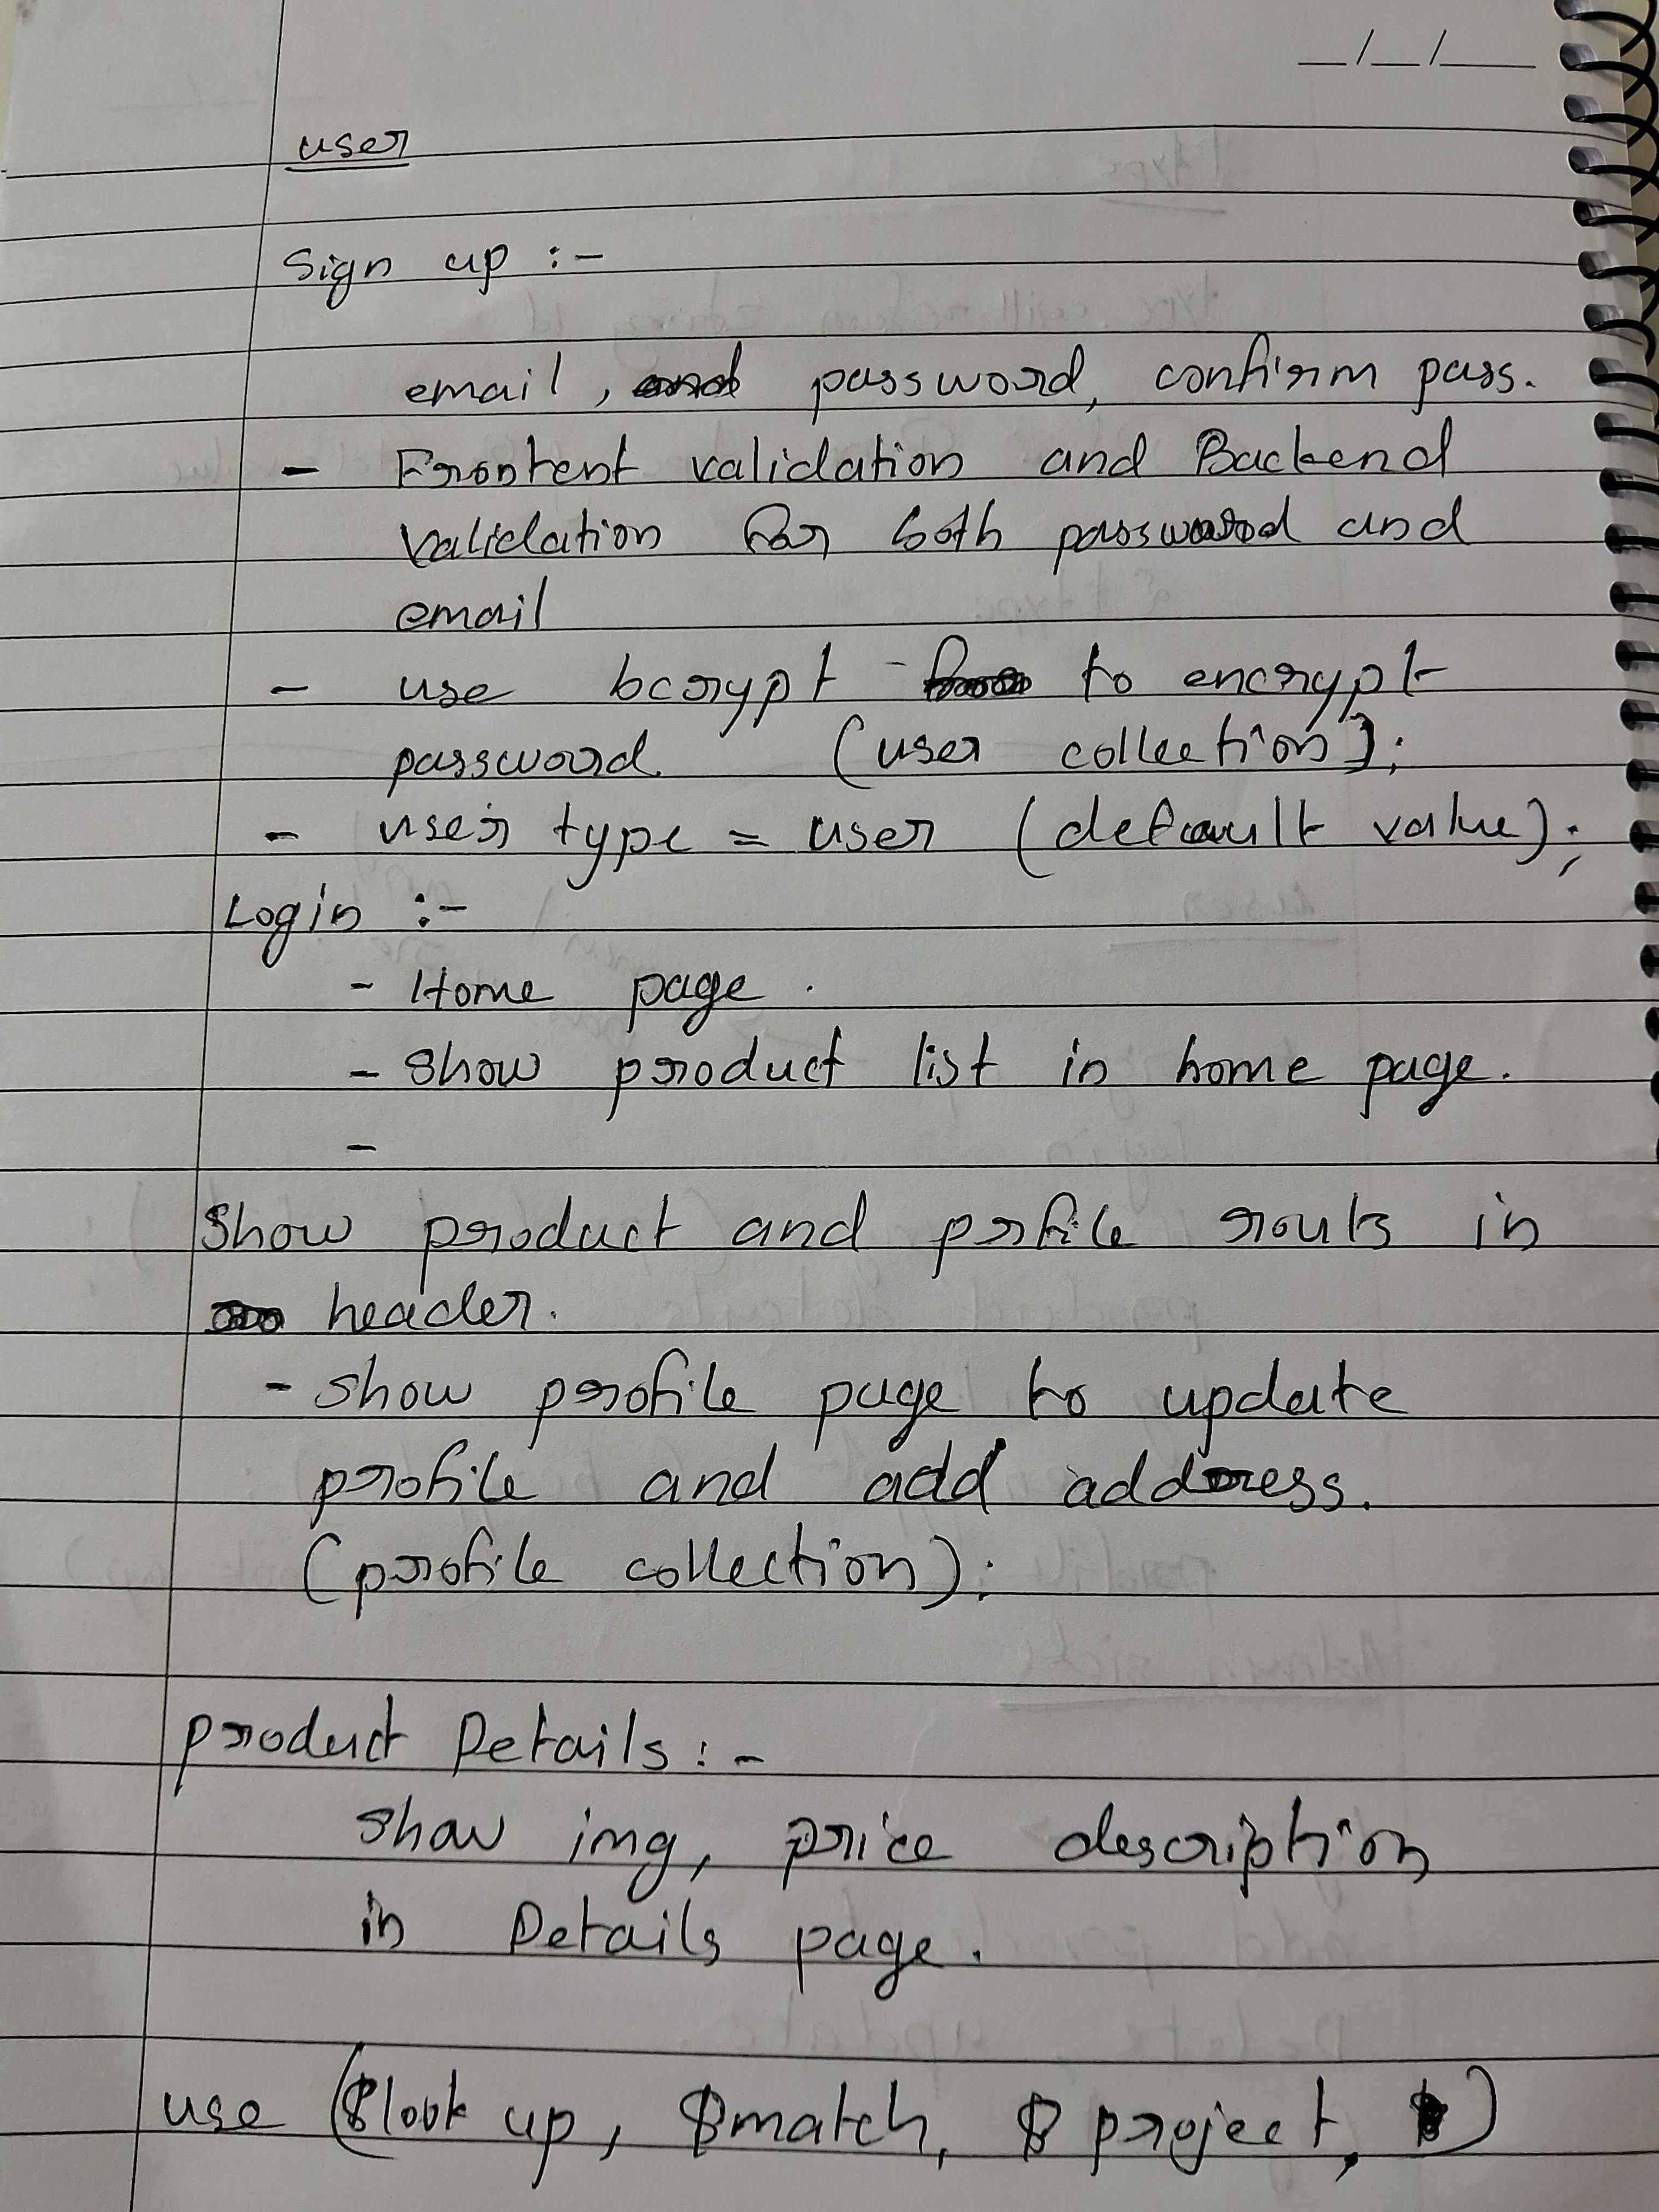 __/__/____
user
Sign up :-
email, password, confirm pass.
- Frontent validation and Backend
validation for both password and
email
- use bcrypt to encrypt
password. (user collection);
- user type = user (default value);
Login :-
- Home page.
- Show product list in home page.
-
Show product and profile routs in
header.
- show profile page to update
profile and add address.
(profile collection);
product Details :-
show img, price description
in Details page.
use ($look up, $match, $ project, $)